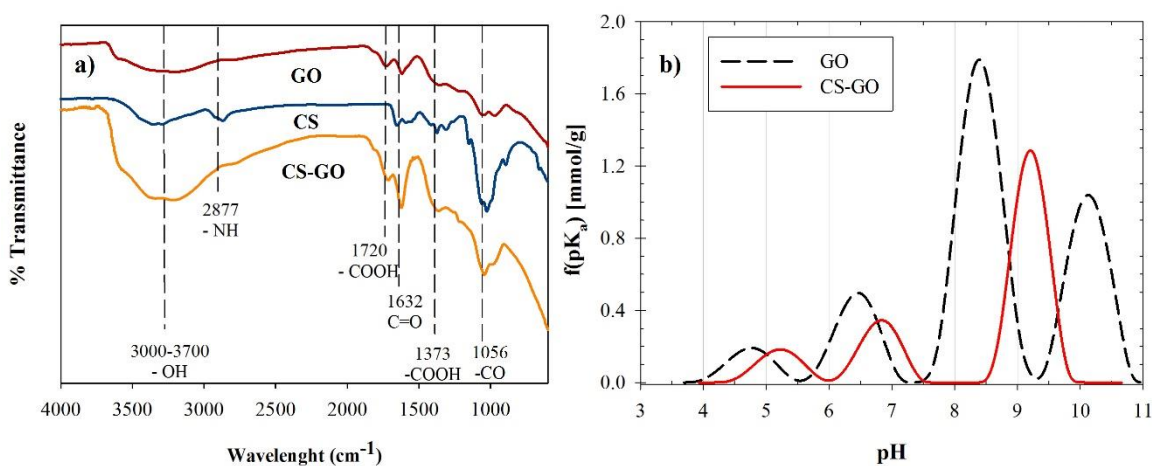 a)
GO
CS
CS-GO
2877
- NH
1720
- COOH
1632
C=O
3000-3700
- OH
1373
-COOH
1056
-CO
% Transmittance
4000 3500 3000 2500 2000 1500 1000
Wavelenght (cm⁻¹)
b)
GO
CS-GO
f(pKₐ) [mmol/g]
2.0
1.6
1.2
0.8
0.4
0.0
3 4 5 6 7 8 9 10 11
pH